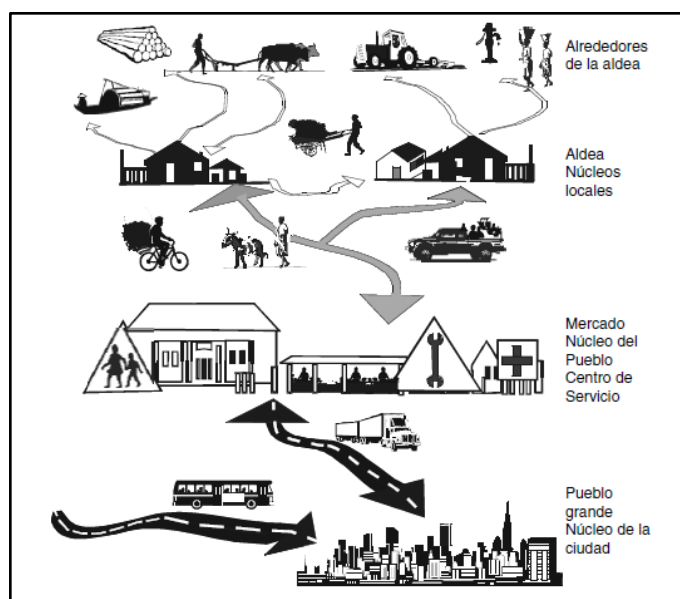 Alrededores
de la aldea
Aldea
Núcleos
locales
Mercado
Núcleo del
Pueblo
Centro de
Servicio
Pueblo
grande
Núcleo de la
ciudad